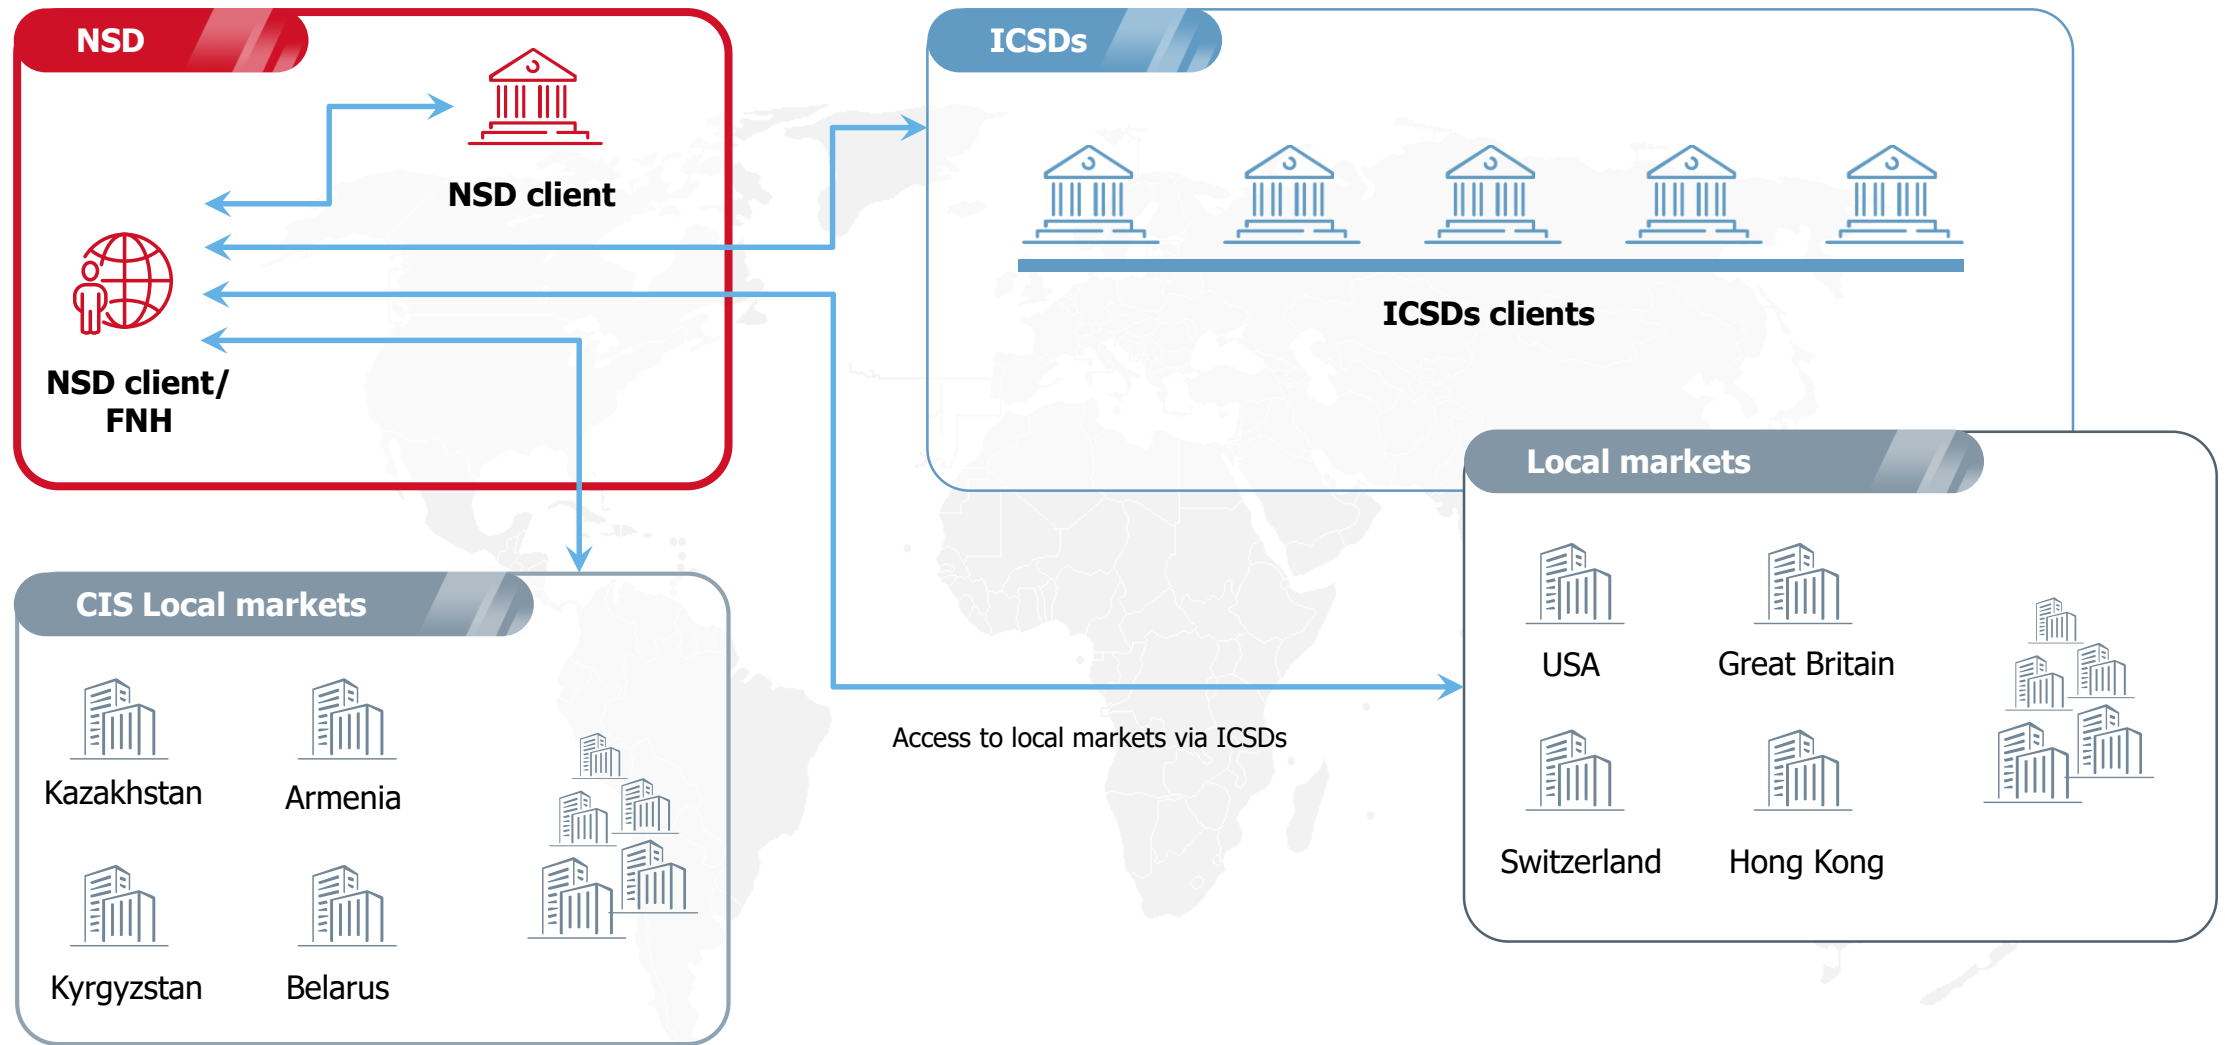 NSD
NSD client
NSD client/
FNH
ICSDs
ICSDs clients
Local markets
USA
Great Britain
Switzerland
Hong Kong
Access to local markets via ICSDs
CIS Local markets
Kazakhstan
Armenia
Kyrgyzstan
Belarus